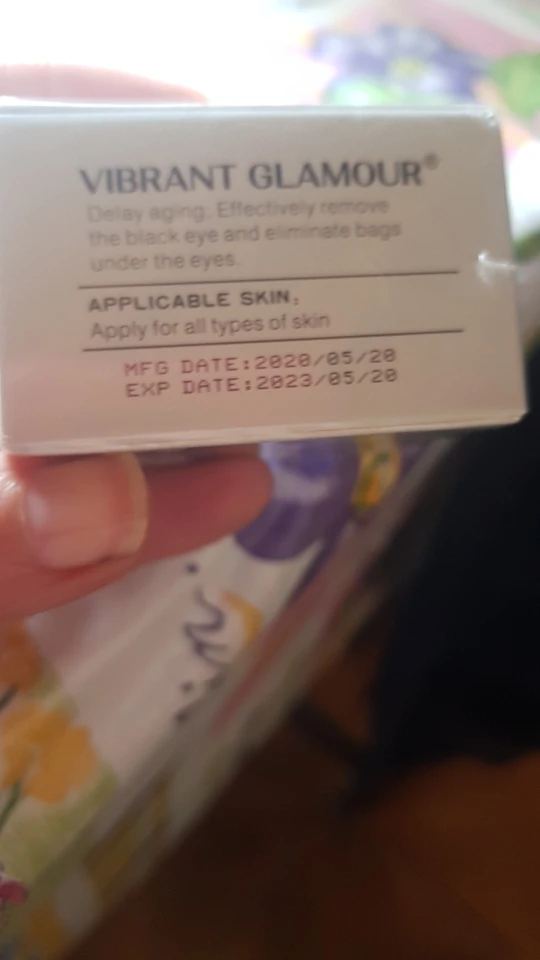 VIBRANT GLAMOUR®
Delay aging. Effectively remove
the black eye and eliminate bags
under the eyes.
APPLICABLE SKIN:
Apply for all types of skin
MFG DATE:2020/05/20
EXP DATE:2023/05/20